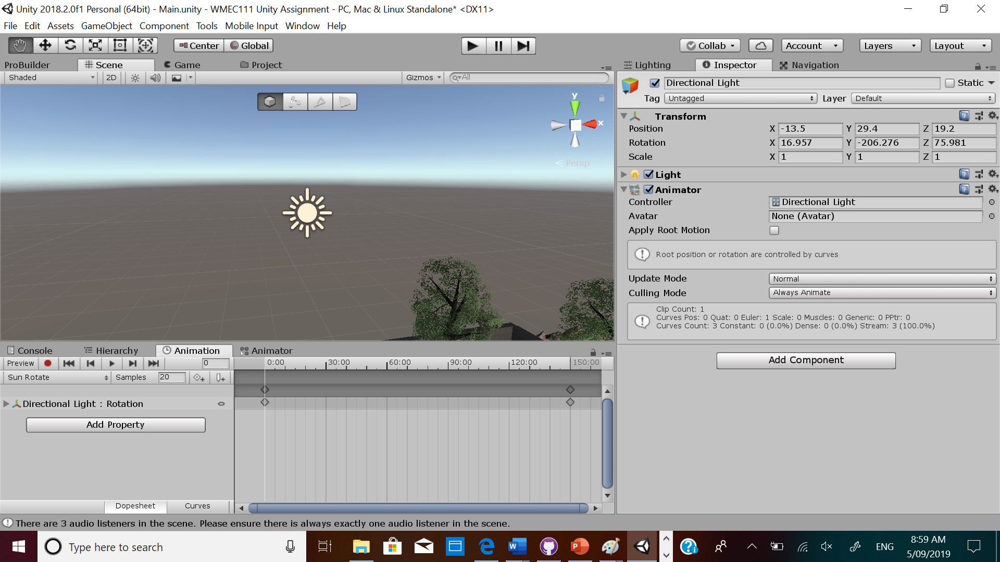 Unity 2018.2.0f1 Personal (64bit) - Main.unity - WMEC111 Unity Assignment - PC, Mac & Linux Standalone* <DX11>
File Edit Assets GameObject Component Tools Mobile Input Window Help
Center Global Collab Account Layers Layout
ProBuilder Scene Game Project Lighting Inspector Navigation
Shaded 2D Gizmos All
Directional Light Static
Tag Untagged Layer Default
y
x
Persp
Transform
Position X -13.5 Y 29.4 Z 19.2
Rotation X 16.957 Y -206.276 Z 75.981
Scale X 1 Y 1 Z 1
Light
Animator
Controller Directional Light
Avatar None (Avatar)
Apply Root Motion
Root position or rotation are controlled by curves
Update Mode Normal
Culling Mode Always Animate
Clip Count: 1
Curves Pos: 0 Quat: 0 Euler: 1 Scale: 0 Muscles: 0 Generic: 0 PPtr: 0
Curves Count: 3 Constant: 0 (0.0%) Dense: 0 (0.0%) Stream: 3 (100.0%)
Add Component
Console Hierarchy Animation Animator
Preview 0 0:00 30:00 60:00 90:00 120:00 150:00
Sun Rotate Samples 20
Directional Light : Rotation
Add Property
Dopesheet Curves
There are 3 audio listeners in the scene. Please ensure there is always exactly one audio listener in the scene.
Type here to search
ENG
8:59 AM
5/09/2019